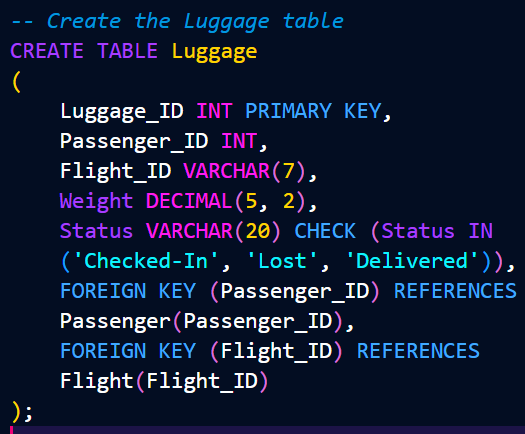 -- Create the Luggage table
CREATE TABLE Luggage
(
    Luggage_ID INT PRIMARY KEY,
    Passenger_ID INT,
    Flight_ID VARCHAR(7),
    Weight DECIMAL(5, 2),
    Status VARCHAR(20) CHECK (Status IN
    ('Checked-In', 'Lost', 'Delivered')),
    FOREIGN KEY (Passenger_ID) REFERENCES
    Passenger(Passenger_ID),
    FOREIGN KEY (Flight_ID) REFERENCES
    Flight(Flight_ID)
);